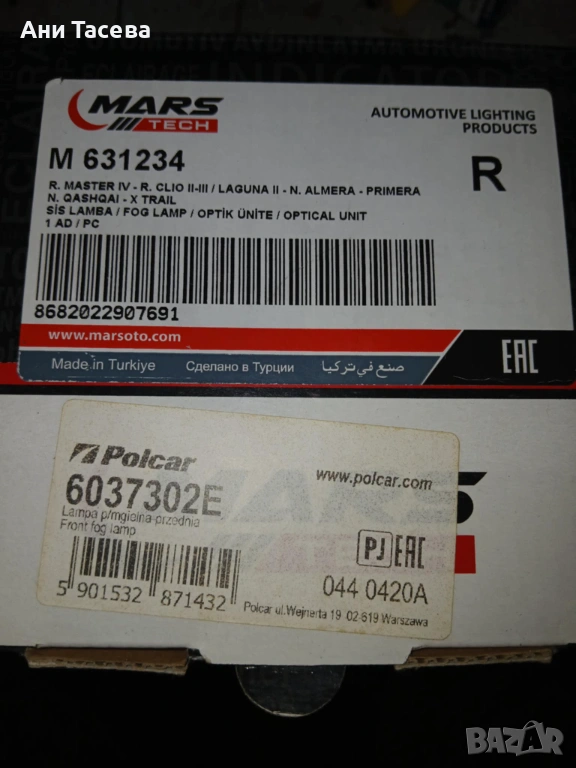 Ани Тасева
MARS
TECH
AUTOMOTIVE LIGHTING
PRODUCTS
M 631234
R
R. MASTER IV - R. CLIO II-III / LAGUNA II - N. ALMERA - PRIMERA
N. QASHQAI - X TRAIL
SİS LAMBA / FOG LAMP / OPTİK ÜNİTE / OPTICAL UNIT
1 AD / PC
8682022907691
www.marsoto.com
Made in Turkiye Сделано в Турции صنع في تركيا
EAC
Polcar
www.polcar.com
6037302E
Lampa p/mgielna przednia
Front fog lamp
PJ EAC
5 901532 871432
044 0420A
Polcar ul.Wejnerta 19 02-619 Warszawa
BAZAR